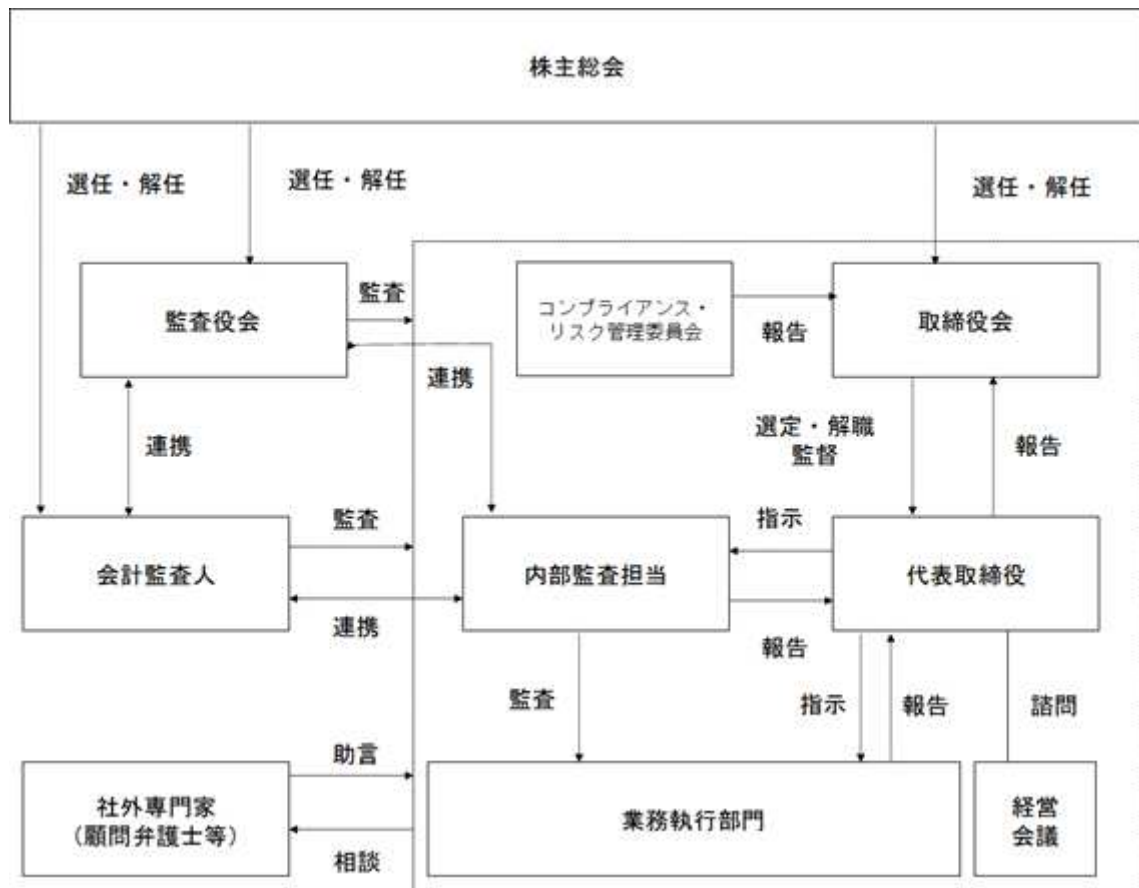 株主総会
選任・解任
選任・解任
選任・解任
監査役会
監査
コンプライアンス・
リスク管理委員会
報告
取締役会
連携
連携
選定・解職
監督
報告
会計監査人
監査
連携
内部監査担当
指示
報告
代表取締役
監査
指示
報告
諮問
社外専門家
（顧問弁護士等）
助言
相談
業務執行部門
経営
会議